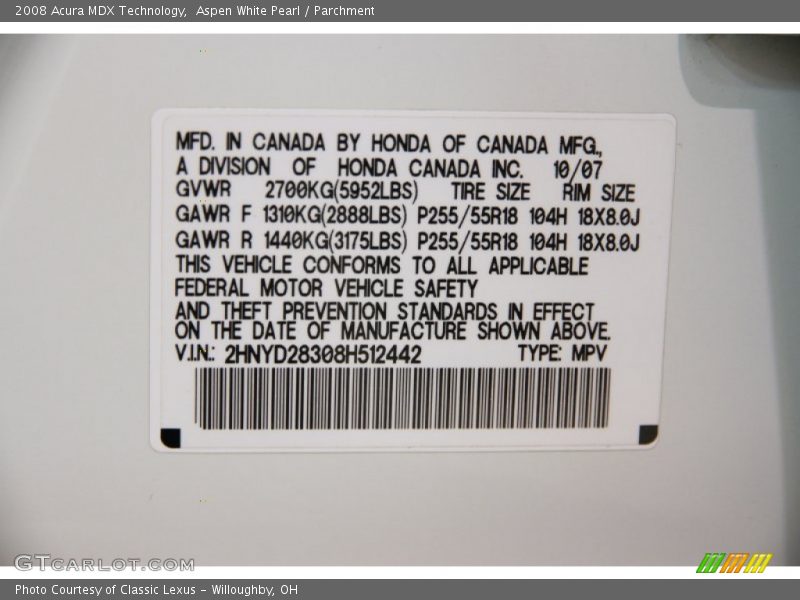 2008 Acura MDX Technology, Aspen White Pearl / Parchment
MFD. IN CANADA BY HONDA OF CANADA MFG.,
A DIVISION OF HONDA CANADA INC. 10/07
GVWR 2700KG(5952LBS) TIRE SIZE RIM SIZE
GAWR F 1310KG(2888LBS) P255/55R18 104H 18X8.0J
GAWR R 1440KG(3175LBS) P255/55R18 104H 18X8.0J
THIS VEHICLE CONFORMS TO ALL APPLICABLE
FEDERAL MOTOR VEHICLE SAFETY
AND THEFT PREVENTION STANDARDS IN EFFECT
ON THE DATE OF MANUFACTURE SHOWN ABOVE.
V.I.N.: 2HNYD28308H512442 TYPE: MPV
GTCARLOT.COM
Photo Courtesy of Classic Lexus - Willoughby, OH